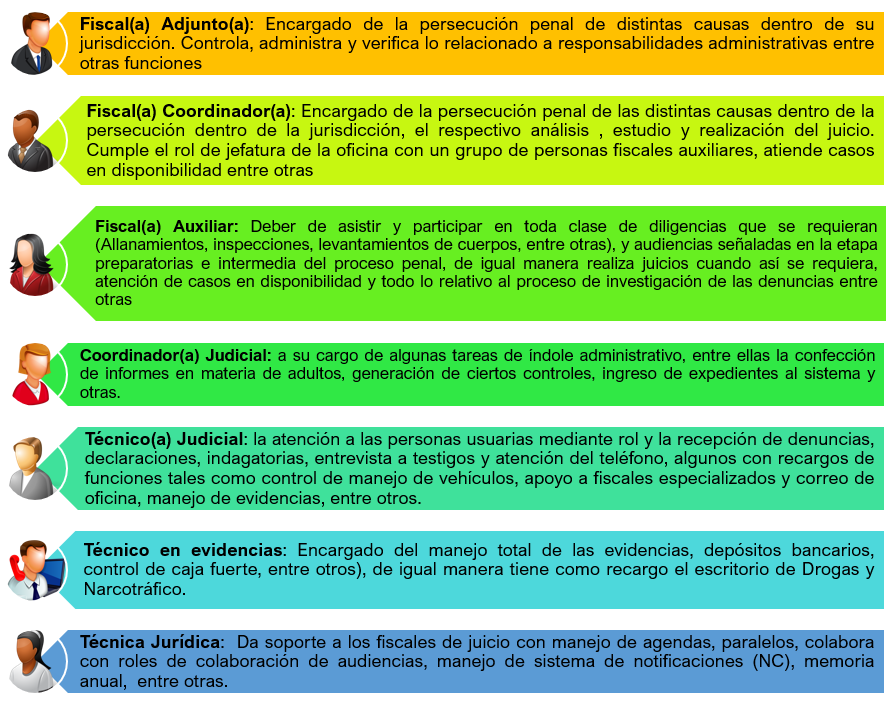 Fiscal(a) Adjunto(a): Encargado de la persecución penal de distintas causas dentro de su
jurisdicción. Controla, administra y verifica lo relacionado a responsabilidades administrativas entre
otras funciones
Fiscal(a) Coordinador(a): Encargado de la persecución penal de las distintas causas dentro de la
persecución dentro de la jurisdicción, el respectivo análisis , estudio y realización del juicio.
Cumple el rol de jefatura de la oficina con un grupo de personas fiscales auxiliares, atiende casos
en disponibilidad entre otras
Fiscal(a) Auxiliar: Deber de asistir y participar en toda clase de diligencias que se requieran
(Allanamientos, inspecciones, levantamientos de cuerpos, entre otras), y audiencias señaladas en la etapa
preparatorias e intermedia del proceso penal, de igual manera realiza juicios cuando así se requiera,
atención de casos en disponibilidad y todo lo relativo al proceso de investigación de las denuncias entre
otras
Coordinador(a) Judicial: a su cargo de algunas tareas de índole administrativo, entre ellas la confección
de informes en materia de adultos, generación de ciertos controles, ingreso de expedientes al sistema y
otras.
Técnico(a) Judicial: la atención a las personas usuarias mediante rol y la recepción de denuncias,
declaraciones, indagatorias, entrevista a testigos y atención del teléfono, algunos con recargos de
funciones tales como control de manejo de vehículos, apoyo a fiscales especializados y correo de
oficina, manejo de evidencias, entre otros.
Técnico en evidencias: Encargado del manejo total de las evidencias, depósitos bancarios,
control de caja fuerte, entre otros), de igual manera tiene como recargo el escritorio de Drogas y
Narcotráfico.
Técnica Jurídica: Da soporte a los fiscales de juicio con manejo de agendas, paralelos, colabora
con roles de colaboración de audiencias, manejo de sistema de notificaciones (NC), memoria
anual, entre otras.